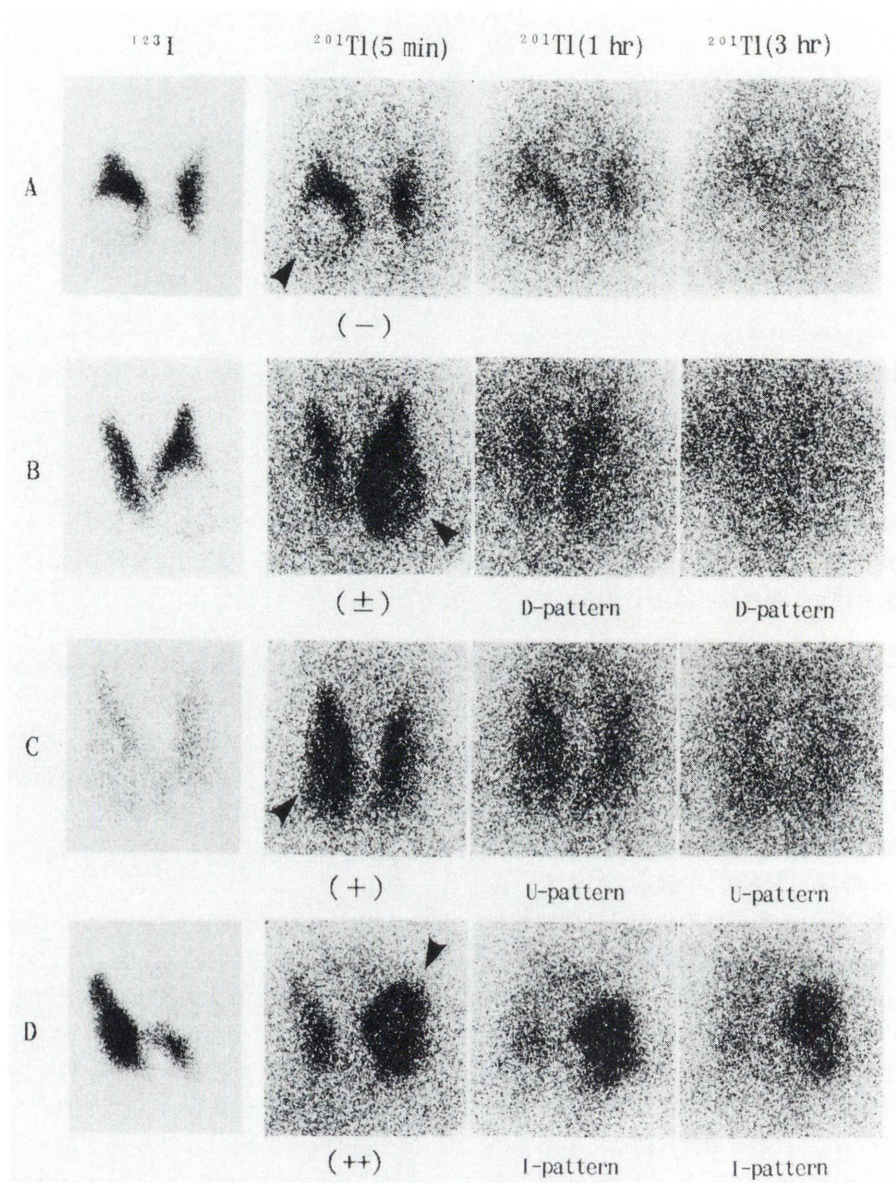 ¹²³I ²⁰¹Tl(5 min) ²⁰¹Tl(1 hr) ²⁰¹Tl(3 hr)
A
(−)
B
(±) D-pattern D-pattern
C
(+) U-pattern U-pattern
D
(++) I-pattern I-pattern